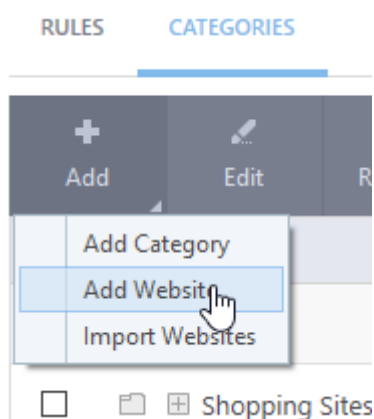 RULES CATEGORIES
Add Edit R
Add Category
Add Website
Import Websites
Shopping Sites